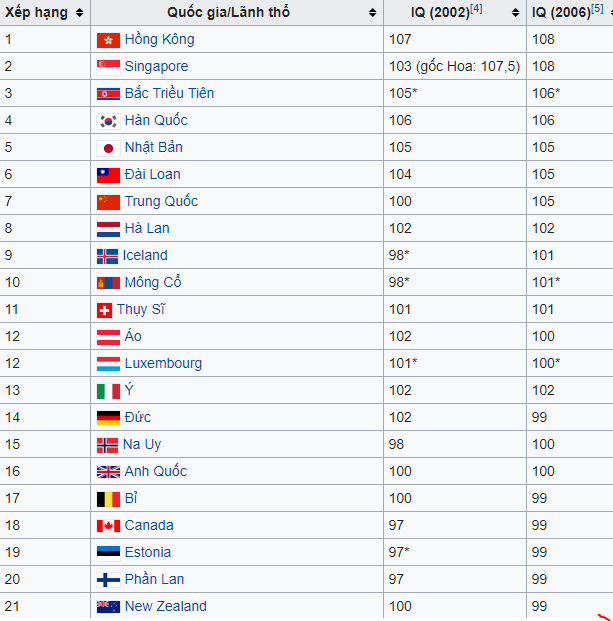 Xếp hạng Quốc gia/Lãnh thổ IQ (2002)[4] IQ (2006)[5]
1 Hồng Kông 107 108
2 Singapore 103 (gốc Hoa: 107,5) 108
3 Bắc Triều Tiên 105* 106*
4 Hàn Quốc 106 106
5 Nhật Bản 105 105
6 Đài Loan 104 105
7 Trung Quốc 100 105
8 Hà Lan 102 102
9 Iceland 98* 101
10 Mông Cổ 98* 101*
11 Thụy Sĩ 101 101
12 Áo 102 100
12 Luxembourg 101* 100*
13 Ý 102 102
14 Đức 102 99
15 Na Uy 98 100
16 Anh Quốc 100 100
17 Bỉ 100 99
18 Canada 97 99
19 Estonia 97* 99
20 Phần Lan 97 99
21 New Zealand 100 99